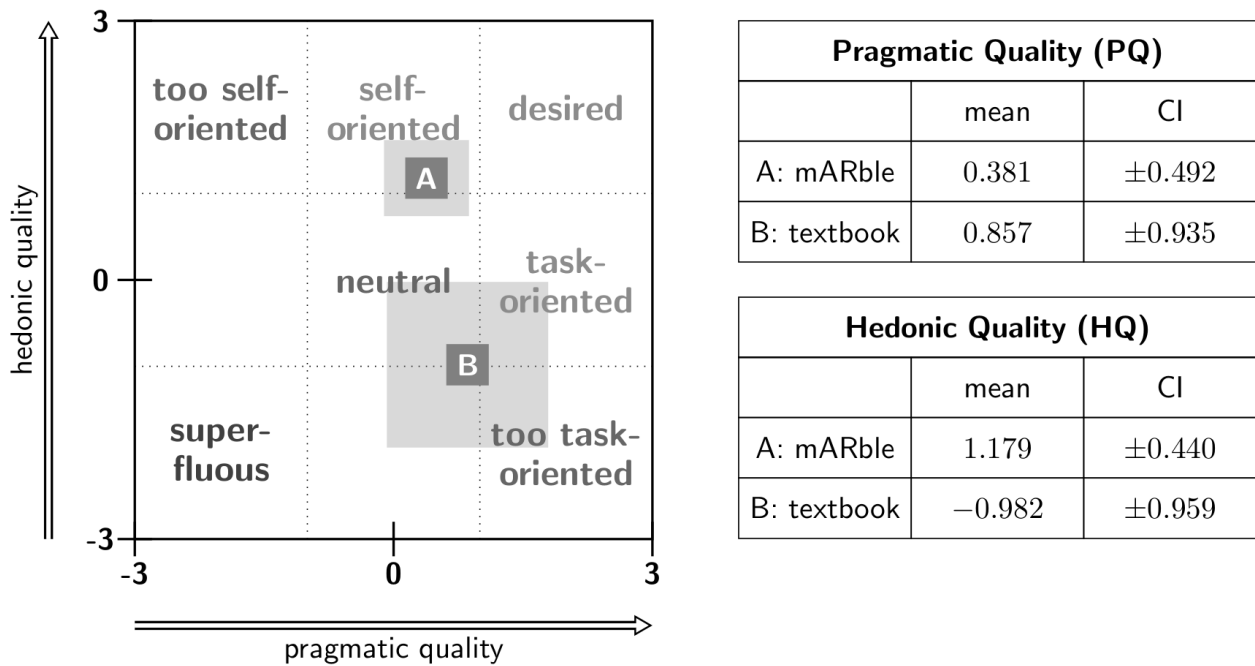 3
too self-
oriented
self-
oriented
desired
A
hedonic quality
0
neutral
task-
oriented
B
super-
fluous
too task-
oriented
-3
-3
0
3
pragmatic quality
Pragmatic Quality (PQ)
mean CI
A: mARble 0.381 ±0.492
B: textbook 0.857 ±0.935
Hedonic Quality (HQ)
mean CI
A: mARble 1.179 ±0.440
B: textbook −0.982 ±0.959